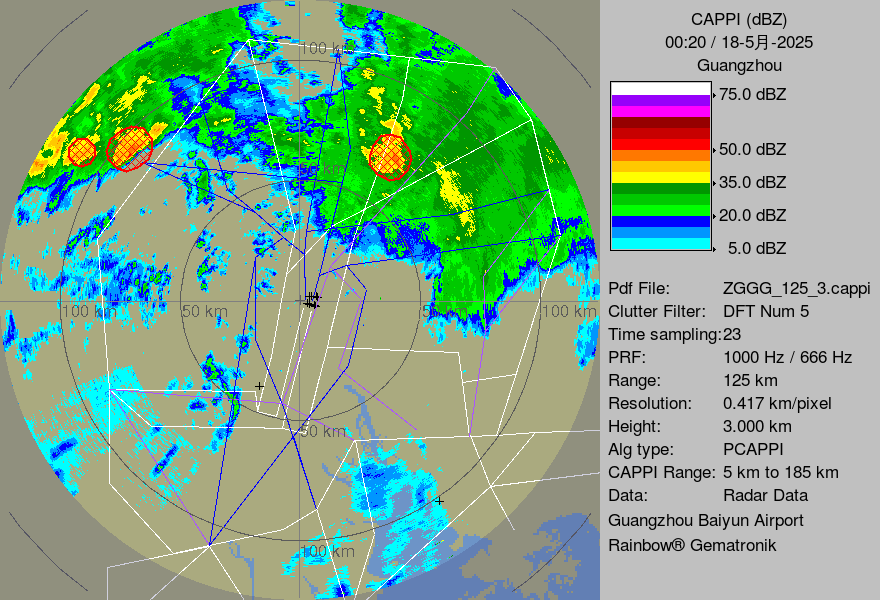 CAPPI (dBZ)
00:20 / 18-5月-2025
Guangzhou
75.0 dBZ
50.0 dBZ
35.0 dBZ
20.0 dBZ
5.0 dBZ
Pdf File: ZGGG_125_3.cappi
Clutter Filter: DFT Num 5
Time sampling:23
PRF: 1000 Hz / 666 Hz
Range: 125 km
Resolution: 0.417 km/pixel
Height: 3.000 km
Alg type: PCAPPI
CAPPI Range: 5 km to 185 km
Data: Radar Data
Guangzhou Baiyun Airport
Rainbow® Gematronik
100 km
100 km
50 km
100 km
50 km
100 km